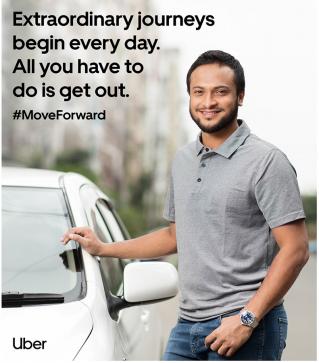 Extraordinary journeys
begin every day.
All you have to
do is get out.
#MoveForward
Uber